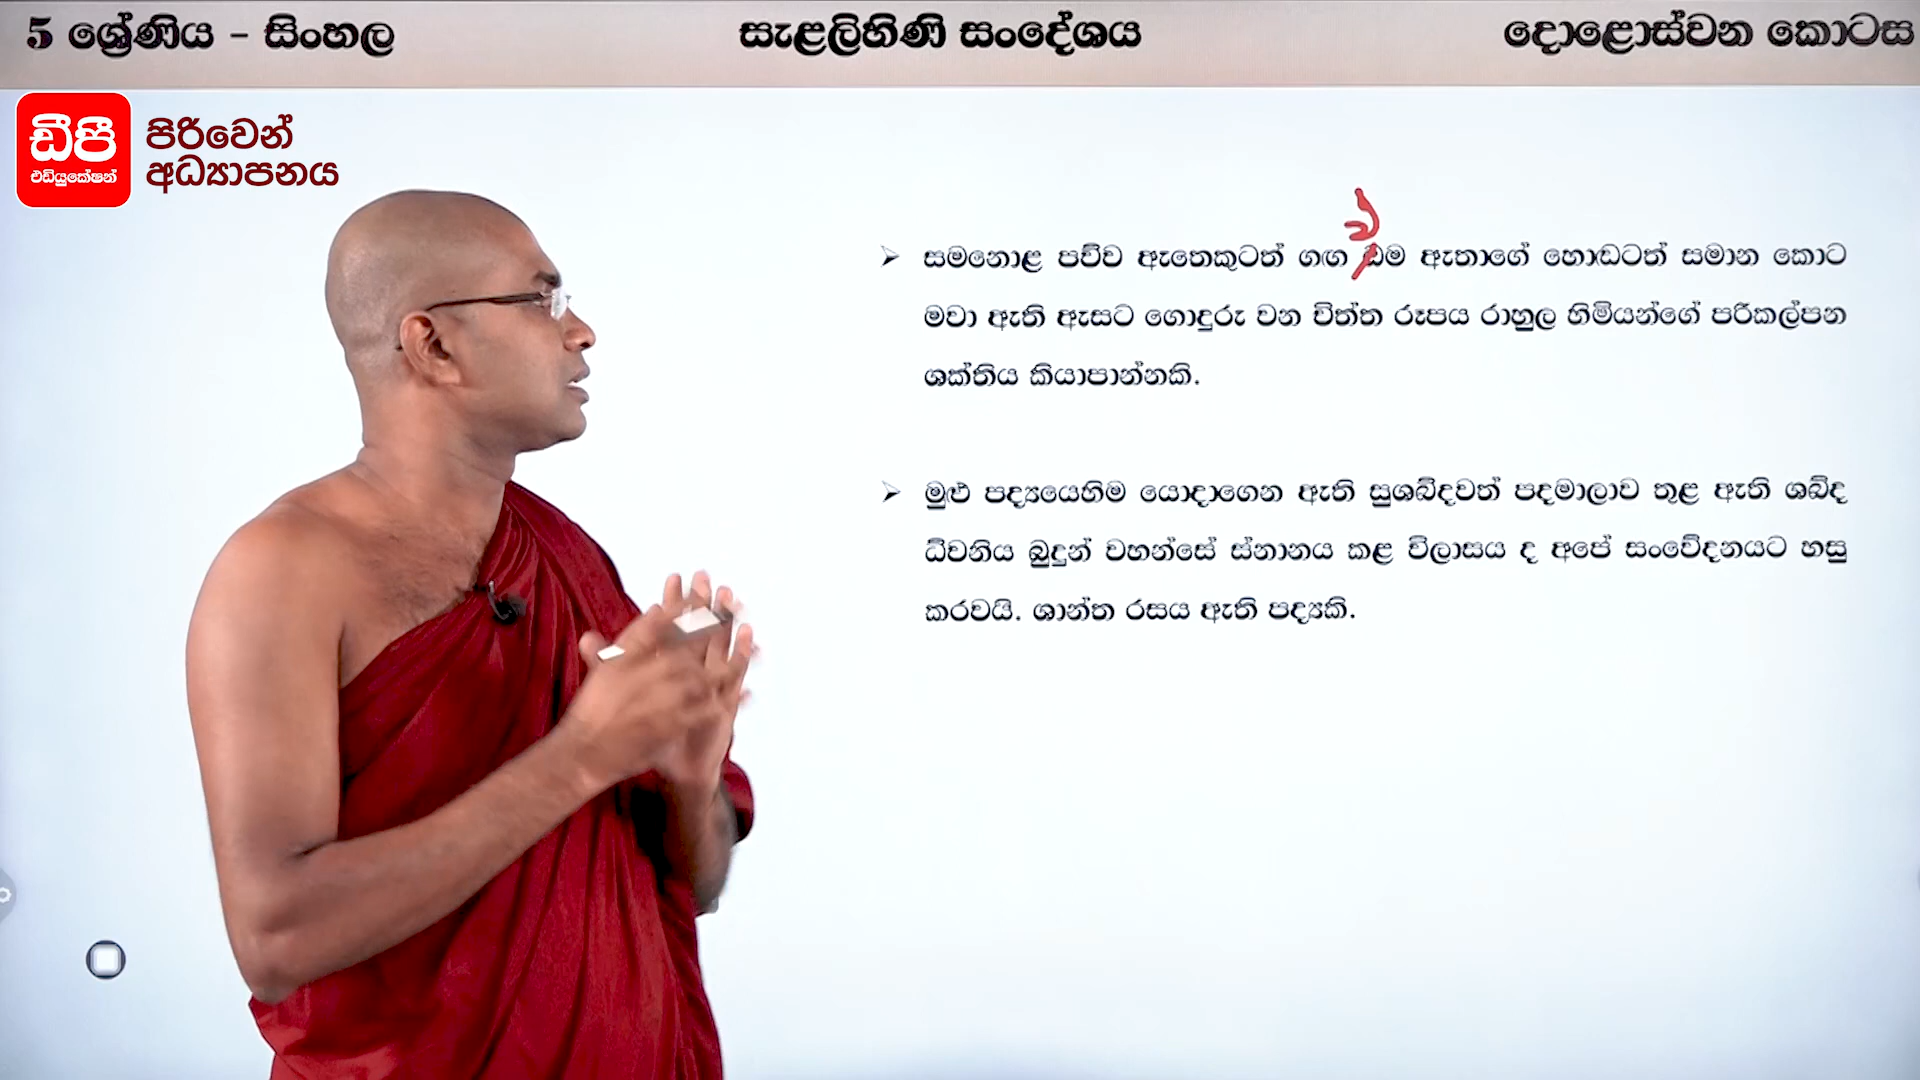 5 ශ්‍රේණිය - සිංහල
සැළලිහිණි සංදේශය
දොළොස්වන කොටස
ඩීපී
එඩියුකේෂන්
පිරිවෙන්
අධ්‍යාපනය
ව
සමනොළ පව්ව ඇතෙකුටත් ගඟ ඩම ඇතාගේ හොඬටත් සමාන කොට
මවා ඇති ඇසට ගොදුරු වන චිත්ත රූපය රාහුල හිමියන්ගේ පරිකල්පන
ශක්තිය කියාපාන්නකි.
මුළු පද්‍යයෙහිම යොදාගෙන ඇති සුශබ්දවත් පදමාලාව තුළ ඇති ශබ්ද
ධ්වනිය බුදුන් වහන්සේ ස්නානය කළ විලාසය ද අපේ සංවේදනයට හසු
කරවයි. ශාන්ත රසය ඇති පද්‍යකි.